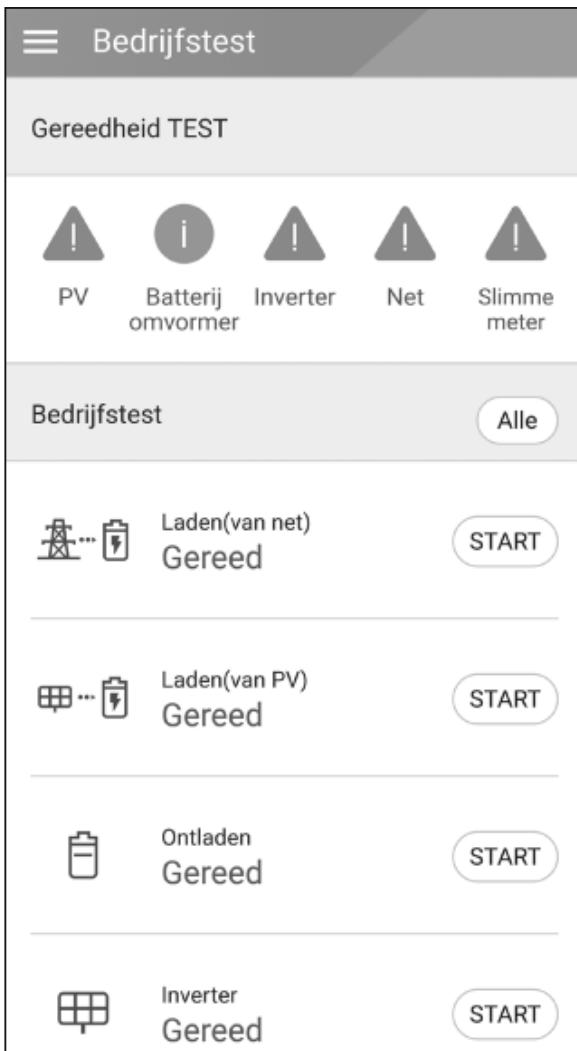 Bedrijfstest
Gereedheid TEST
PV
Batterij
omvormer
Inverter
Net
Slimme
meter
Bedrijfstest
Alle
Laden(van net)
Gereed
START
Laden(van PV)
Gereed
START
Ontladen
Gereed
START
Inverter
Gereed
START